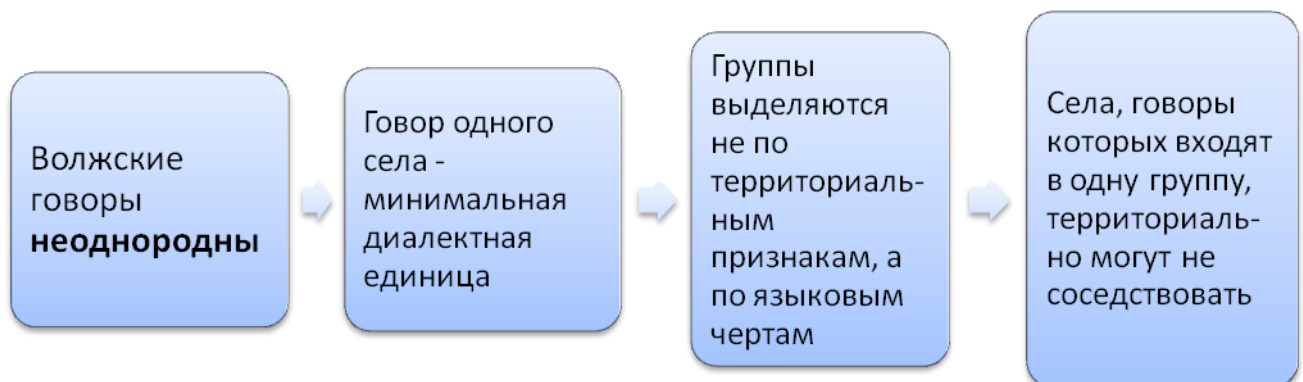 Волжские
говоры
неоднородны
Говор одного
села -
минимальная
диалектная
единица
Группы
выделяются
не по
территориаль-
ным
признакам, а
по языковым
чертам
Села, говоры
которых входят
в одну группу,
территориаль-
но могут не
соседствовать